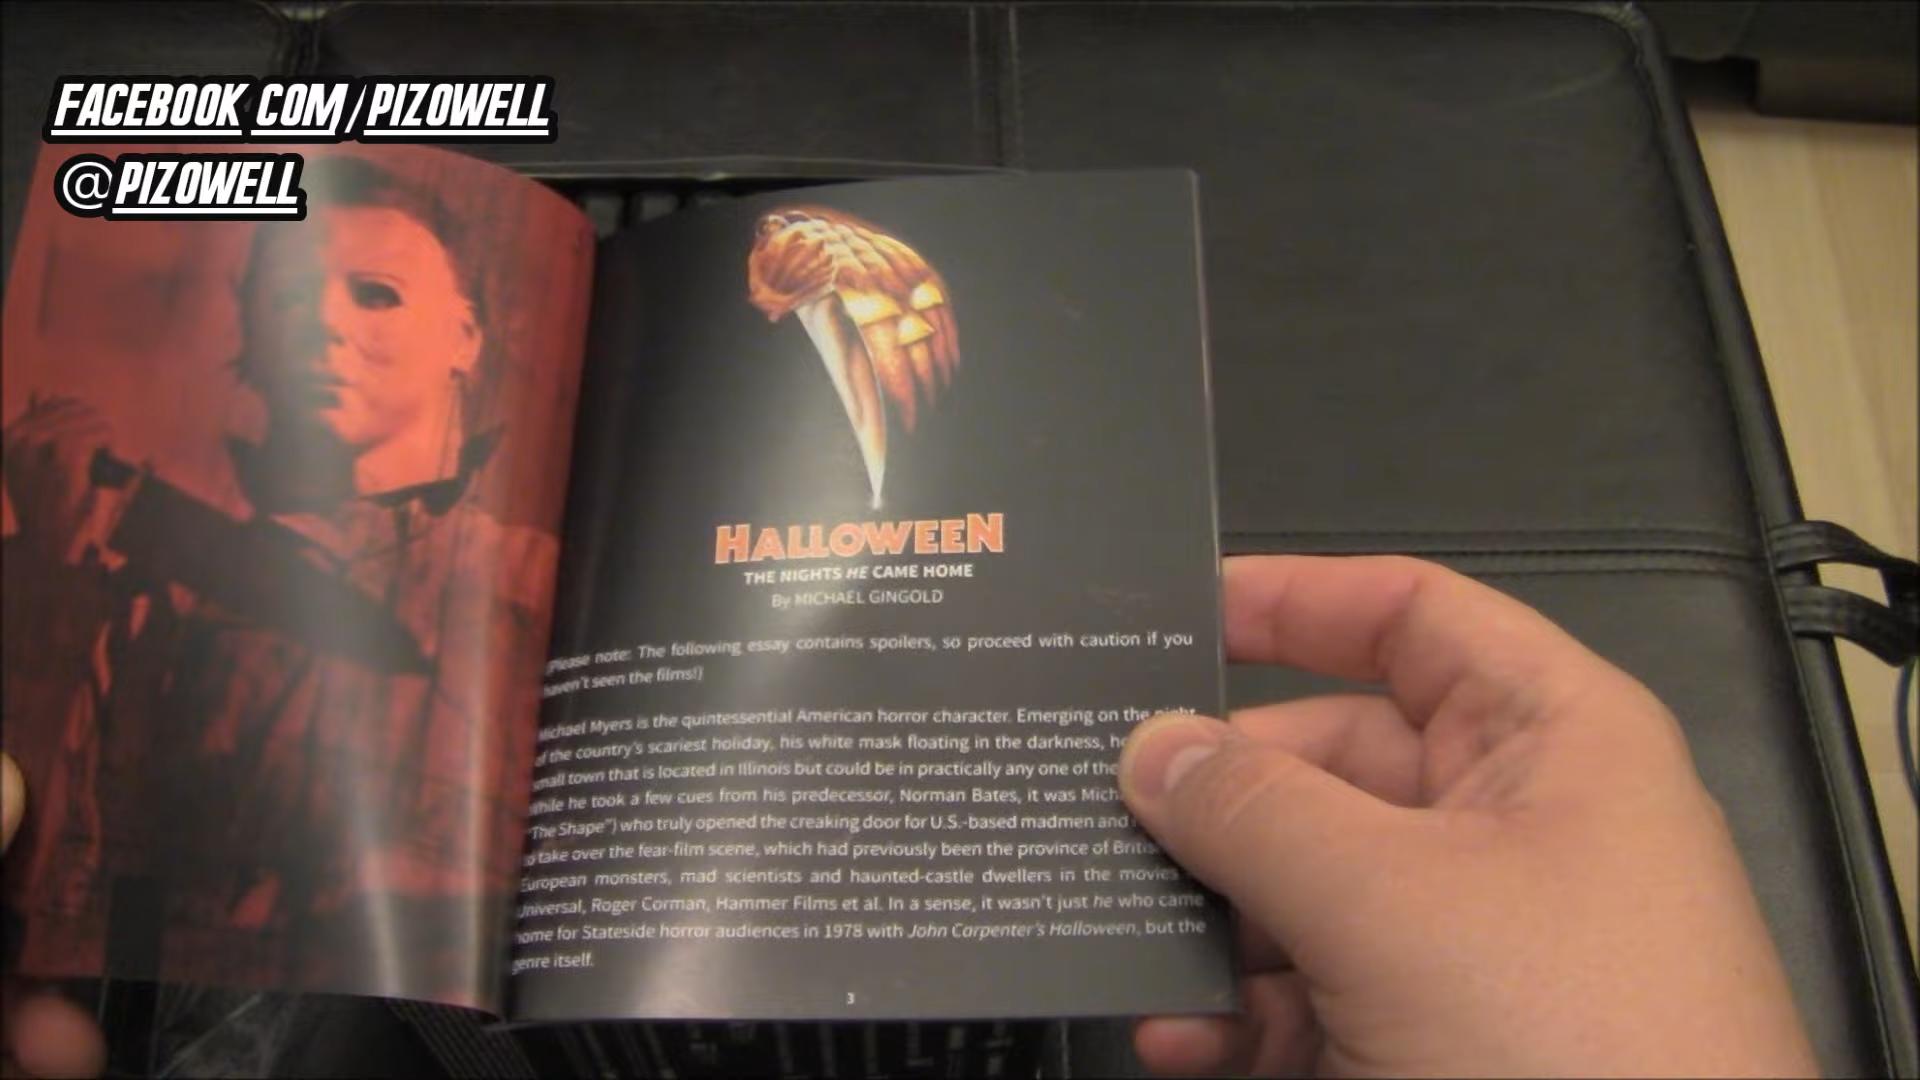 FACEBOOK COM/PIZOWELL
@PIZOWELL
HALLOWEEN
THE NIGHTS HE CAME HOME
By MICHAEL GINGOLD
(Please note: The following essay contains spoilers, so proceed with caution if you
haven't seen the films!)
Michael Myers is the quintessential American horror character. Emerging on the night
of the country's scariest holiday, his white mask floating in the darkness,
small town that is located in Illinois but could be in practically any one of the
While he took a few cues from his predecessor, Norman Bates, it was
"The Shape") who truly opened the creaking door for U.S.-based madmen and
to take over the fear-film scene, which had previously been the province of
European monsters, mad scientists and haunted-castle dwellers in the movies
Universal, Roger Corman, Hammer Films et al. In a sense, it wasn't just he who came
home for Stateside horror audiences in 1978 with John Carpenter's Halloween, but the
genre itself.
3